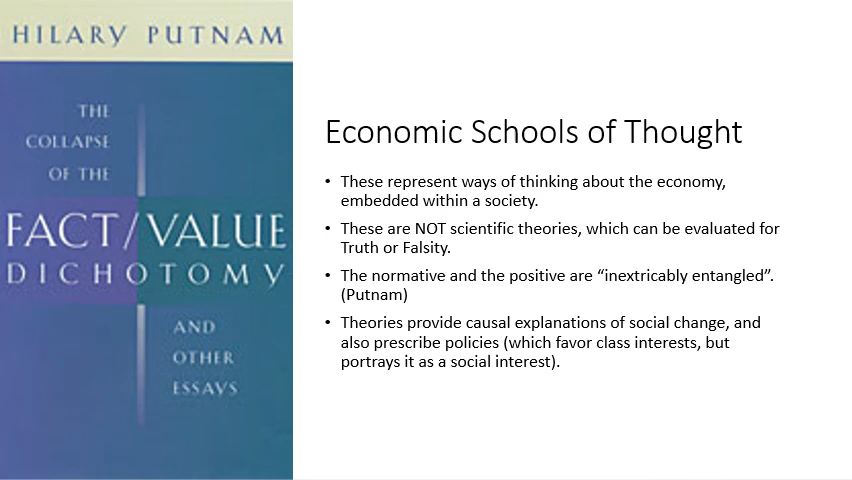 HILARY PUTNAM
THE
COLLAPSE
OF THE
FACT/VALUE
DICHOTOMY
AND
OTHER
ESSAYS
Economic Schools of Thought
• These represent ways of thinking about the economy,
embedded within a society.
• These are NOT scientific theories, which can be evaluated for
Truth or Falsity.
• The normative and the positive are “inextricably entangled”.
(Putnam)
• Theories provide causal explanations of social change, and
also prescribe policies (which favor class interests, but
portrays it as a social interest).